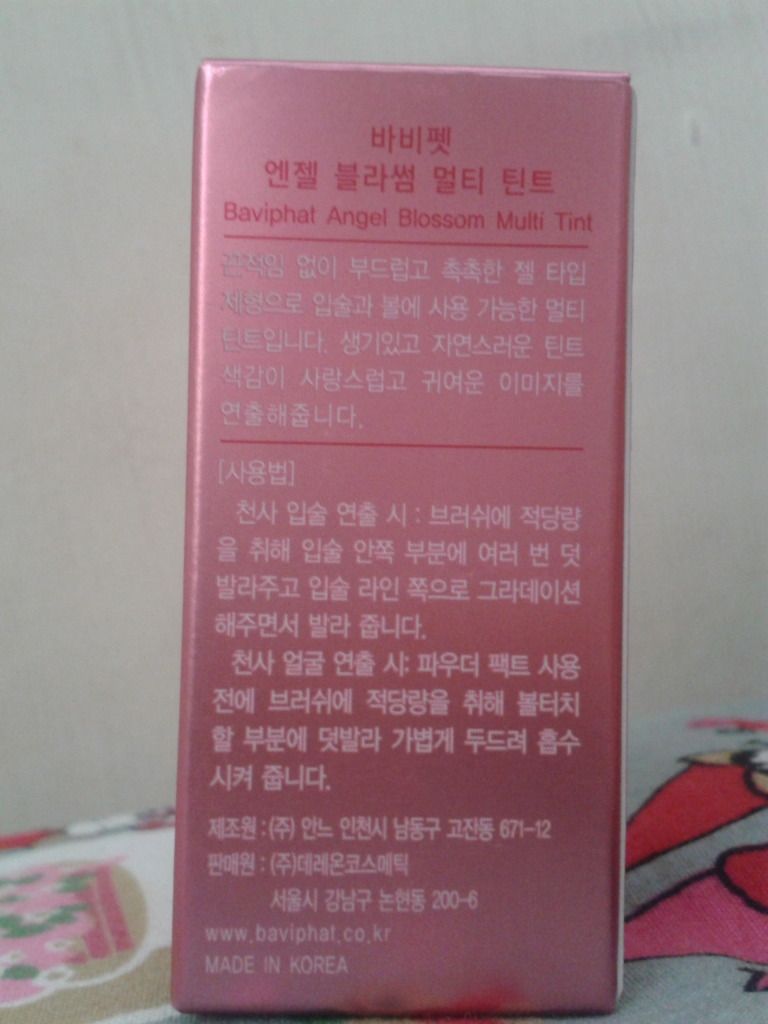 바비펫
엔젤 블라썸 멀티 틴트
Baviphat Angel Blossom Multi Tint
끈적임 없이 부드럽고 촉촉한 젤 타입
제형으로 입술과 볼에 사용 가능한 멀티
틴트입니다. 생기있고 자연스러운 틴트
색감이 사랑스럽고 귀여운 이미지를
연출해줍니다.
[사용법]
천사 입술 연출 시 : 브러쉬에 적당량
을 취해 입술 안쪽 부분에 여러 번 덧
발라주고 입술 라인 쪽으로 그라데이션
해주면서 발라 줍니다.
천사 얼굴 연출 시: 파우더 팩트 사용
전에 브러쉬에 적당량을 취해 볼터치
할 부분에 덧발라 가볍게 두드려 흡수
시켜 줍니다.
제조원 : (주) 안느 인천시 남동구 고잔동 671-12
판매원 : (주)데레온코스메틱
서울시 강남구 논현동 200-6
www.baviphat.co.kr
MADE IN KOREA